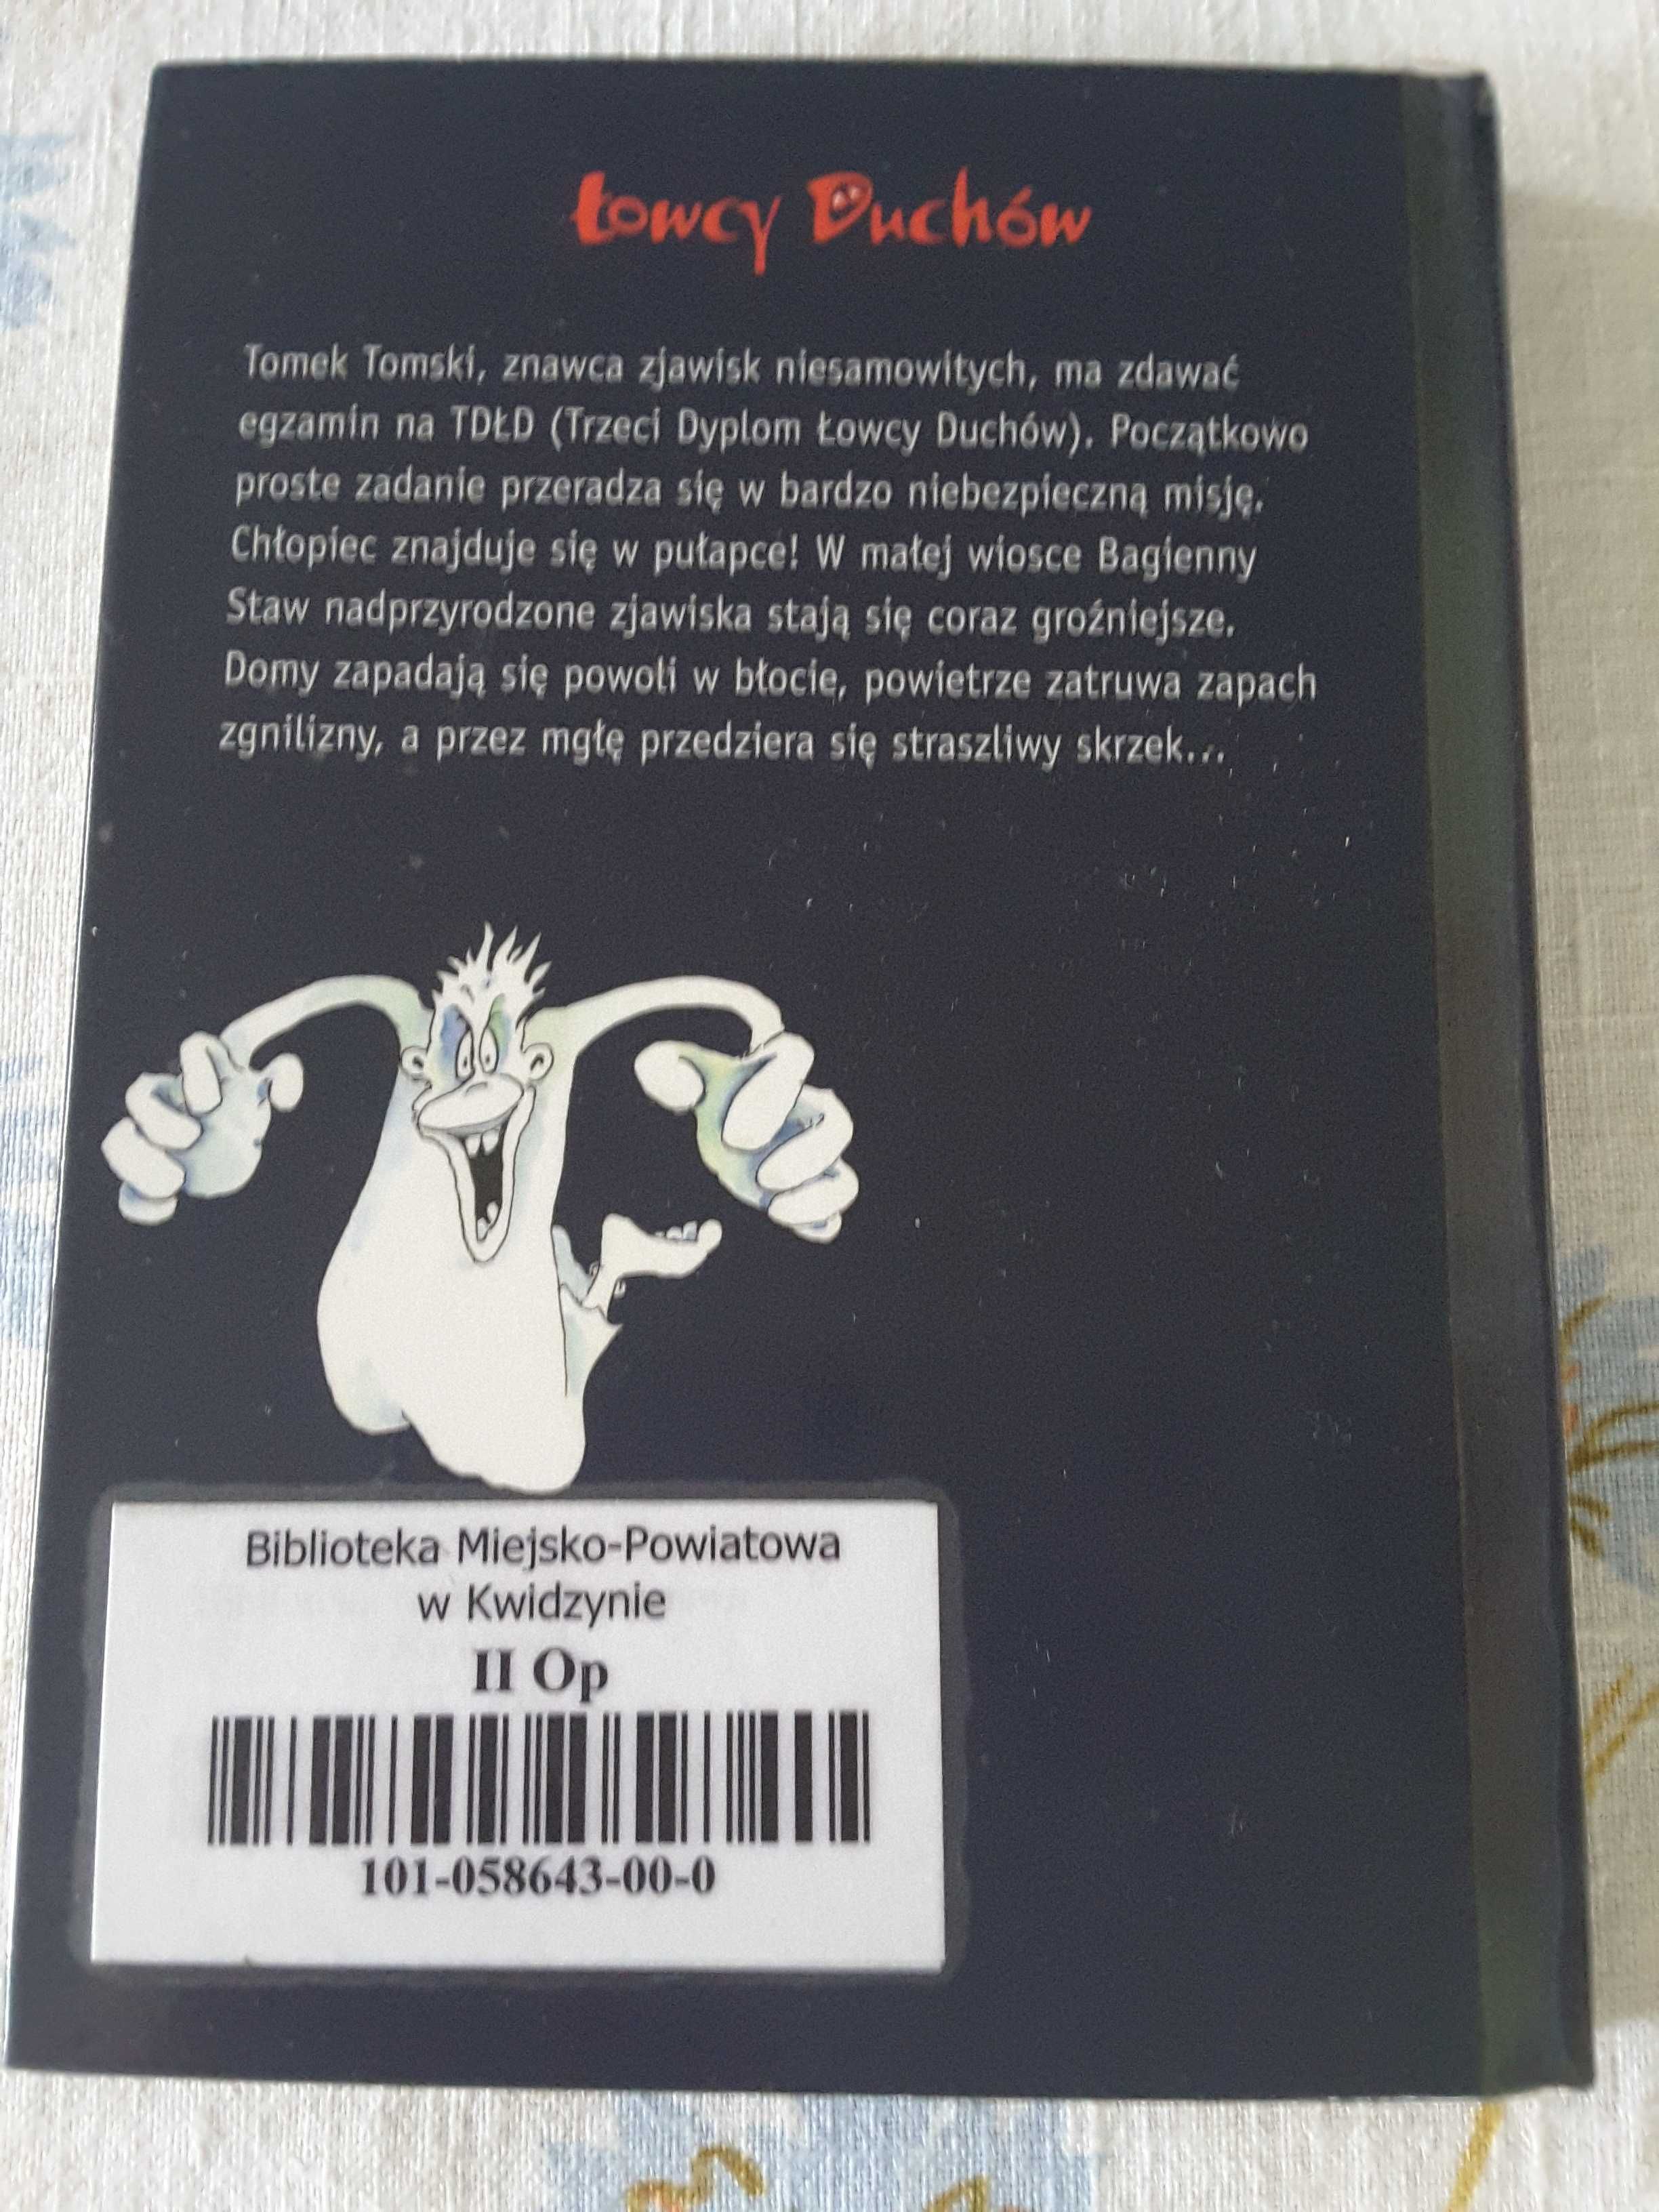 Łowcy Duchów
Tomek Tomski, znawca zjawisk niesamowitych, ma zdawać
egzamin na TDŁD (Trzeci Dyplom Łowcy Duchów). Początkowo
proste zadanie przeradza się w bardzo niebezpieczną misję.
Chłopiec znajduje się w pułapce! W małej wiosce Bagienny
Staw nadprzyrodzone zjawiska stają się coraz groźniejsze.
Domy zapadają się powoli w błocie, powietrze zatruwa zapach
zgnilizny, a przez mgłę przedziera się straszliwy skrzek...
Biblioteka Miejsko-Powiatowa
w Kwidzynie
II Op
101-058643-00-0